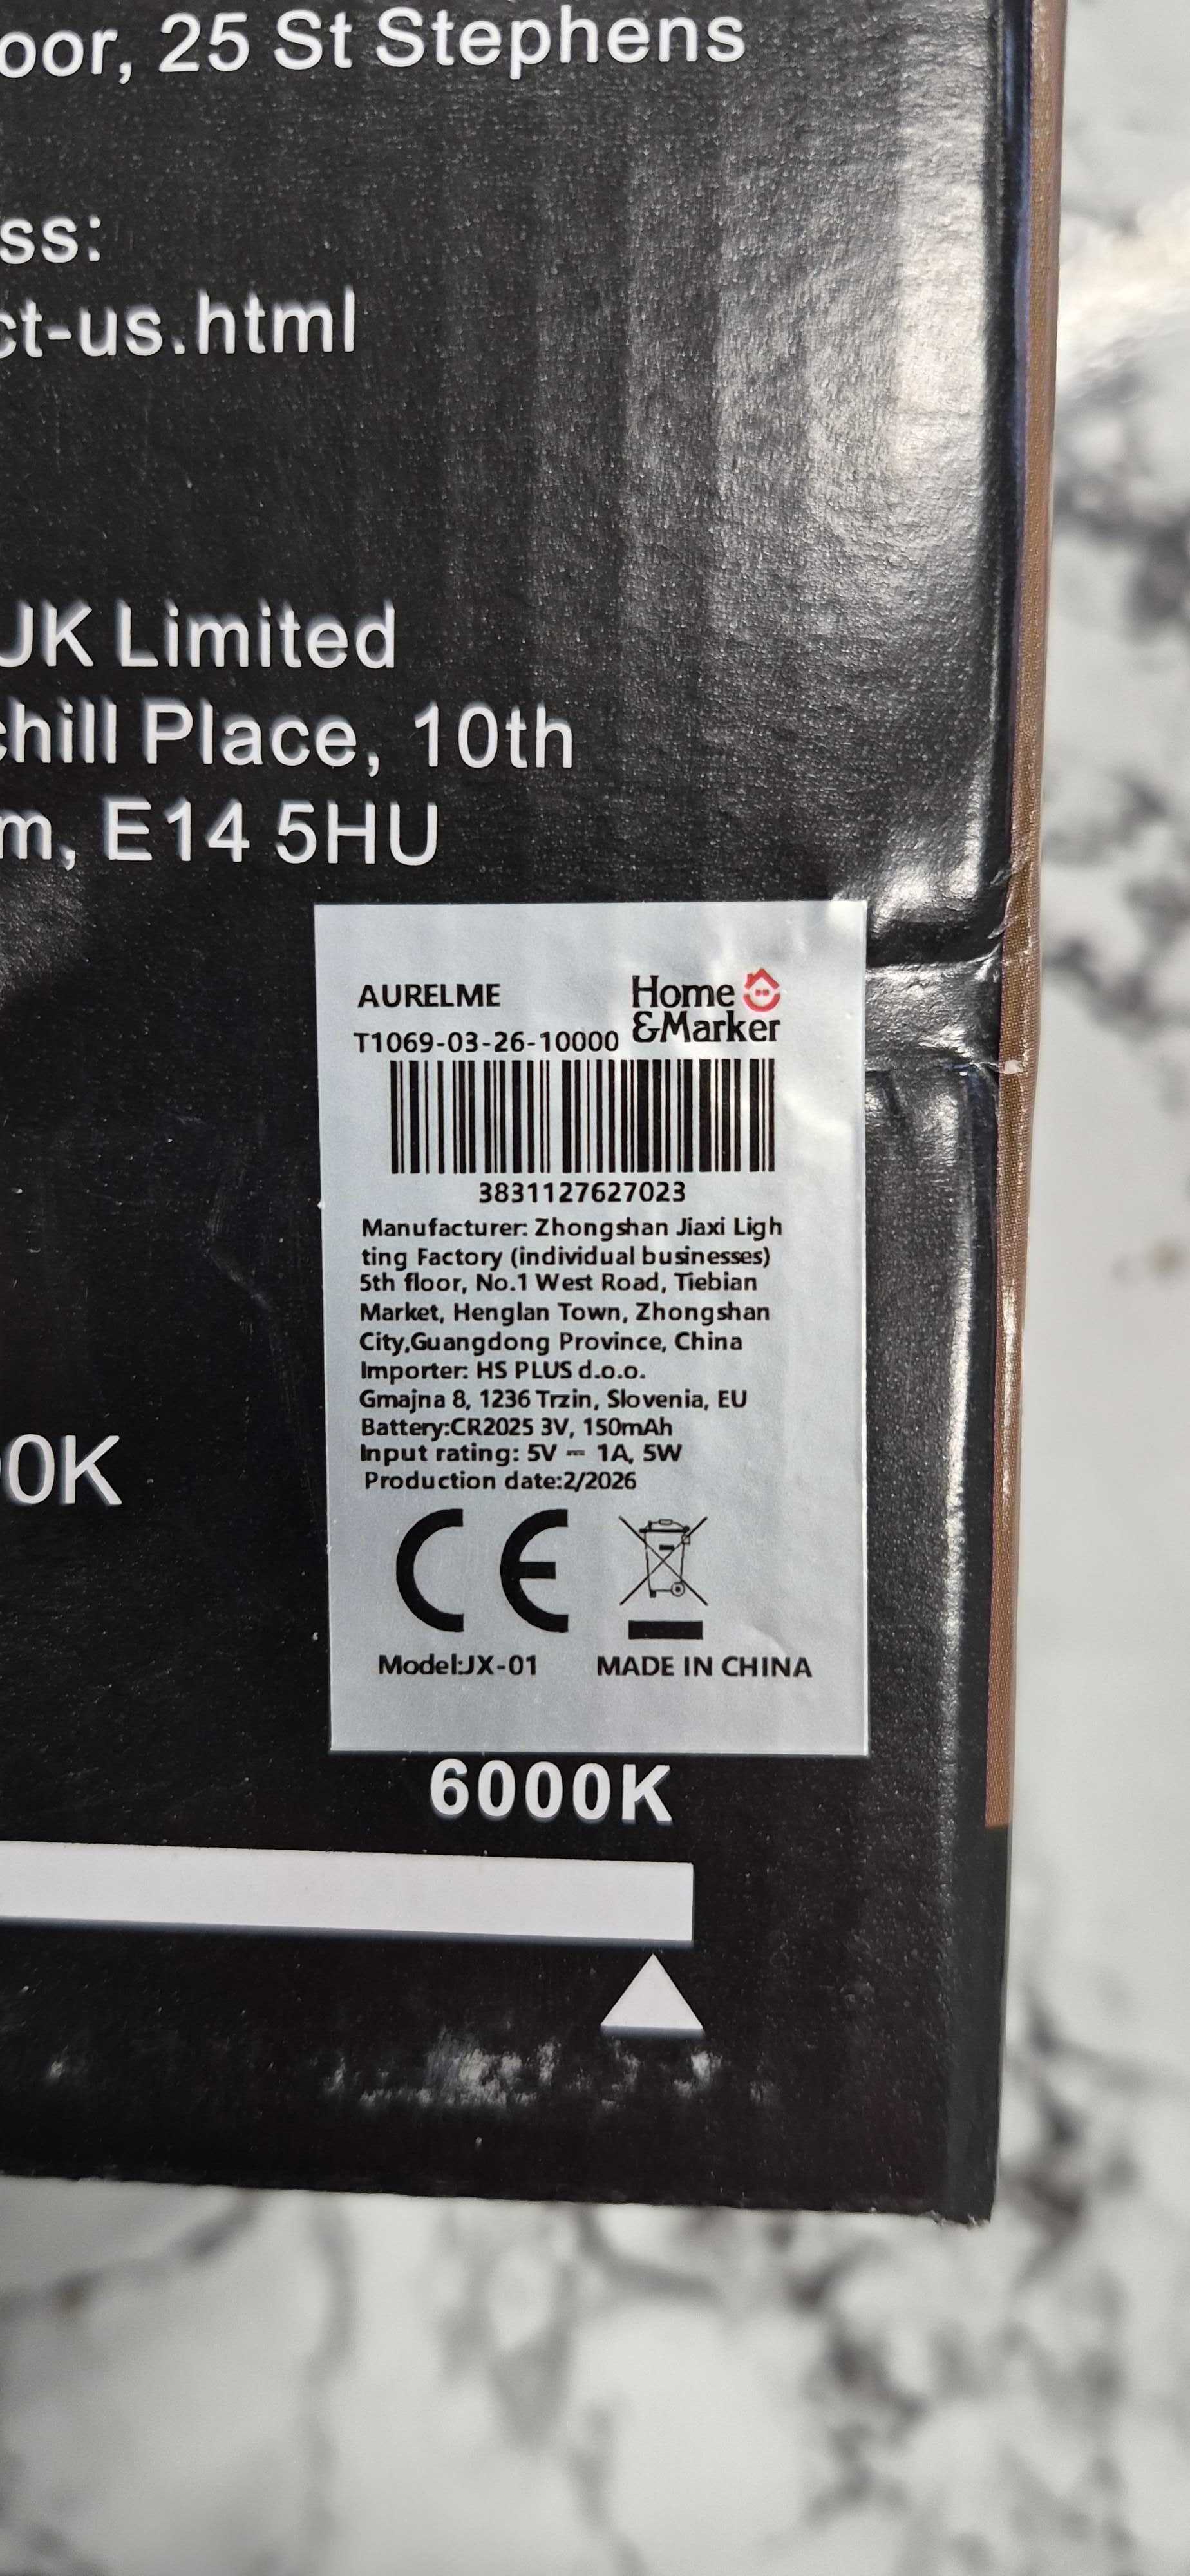 oor, 25 St Stephens
ss:
ct-us.html
UK Limited
chill Place, 10th
m, E14 5HU
AURELME
Home
&Marker
T1069-03-26-10000
3831127627023
Manufacturer: Zhongshan Jiaxi Ligh
ting Factory (individual businesses)
5th floor, No.1 West Road, Tiebian
Market, Henglan Town, Zhongshan
City,Guangdong Province, China
Importer: HS PLUS d.o.o.
Gmajna 8, 1236 Trzin, Slovenia, EU
Battery:CR2025 3V, 150mAh
Input rating: 5V ⎓ 1A, 5W
Production date:2/2026
0K
CE
Model:JX-01
MADE IN CHINA
6000K